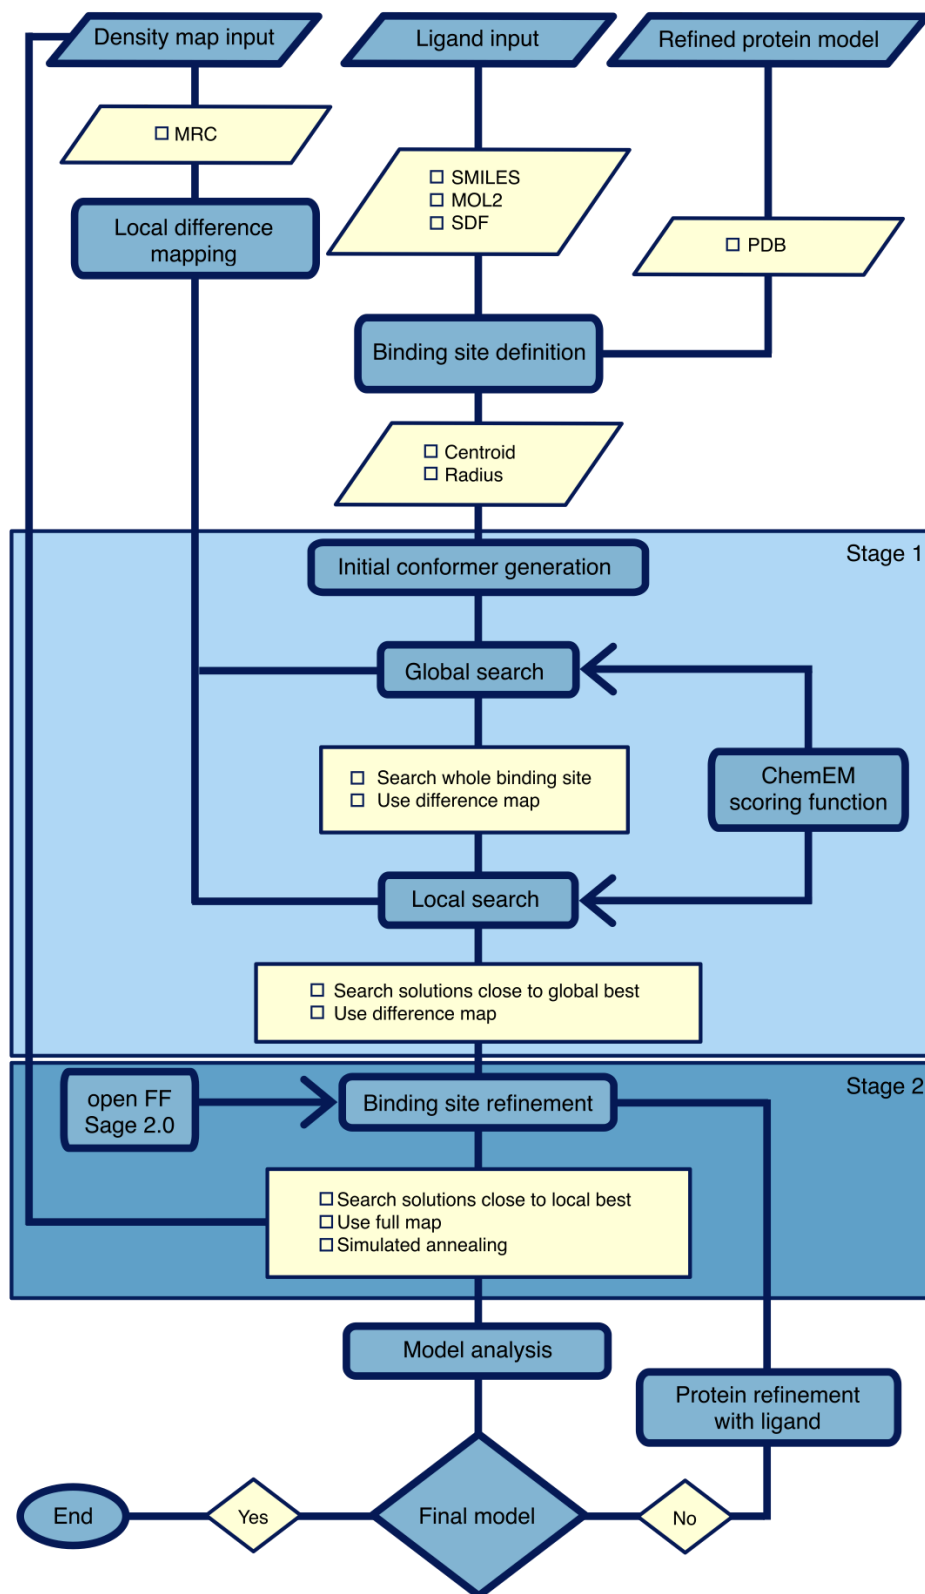 Density map input
Ligand input
Refined protein model
MRC
SMILES
MOL2
SDF
Local difference
mapping
PDB
Binding site definition
Centroid
Radius
Stage 1
Initial conformer generation
Global search
Search whole binding site
Use difference map
ChemEM
scoring function
Local search
Search solutions close to global best
Use difference map
Stage 2
open FF
Sage 2.0
Binding site refinement
Search solutions close to local best
Use full map
Simulated annealing
Model analysis
Protein refinement
with ligand
End
Yes
Final model
No